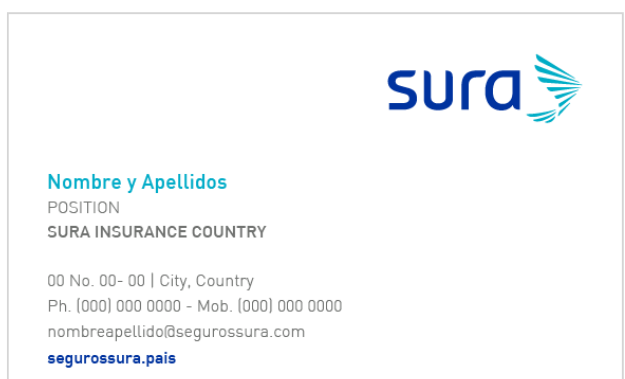 sura
Nombre y Apellidos
POSITION
SURA INSURANCE COUNTRY
00 No. 00- 00 | City, Country
Ph. (000) 000 0000 - Mob. (000) 000 0000
nombreapellido@segurossura.com
segurossura.pais